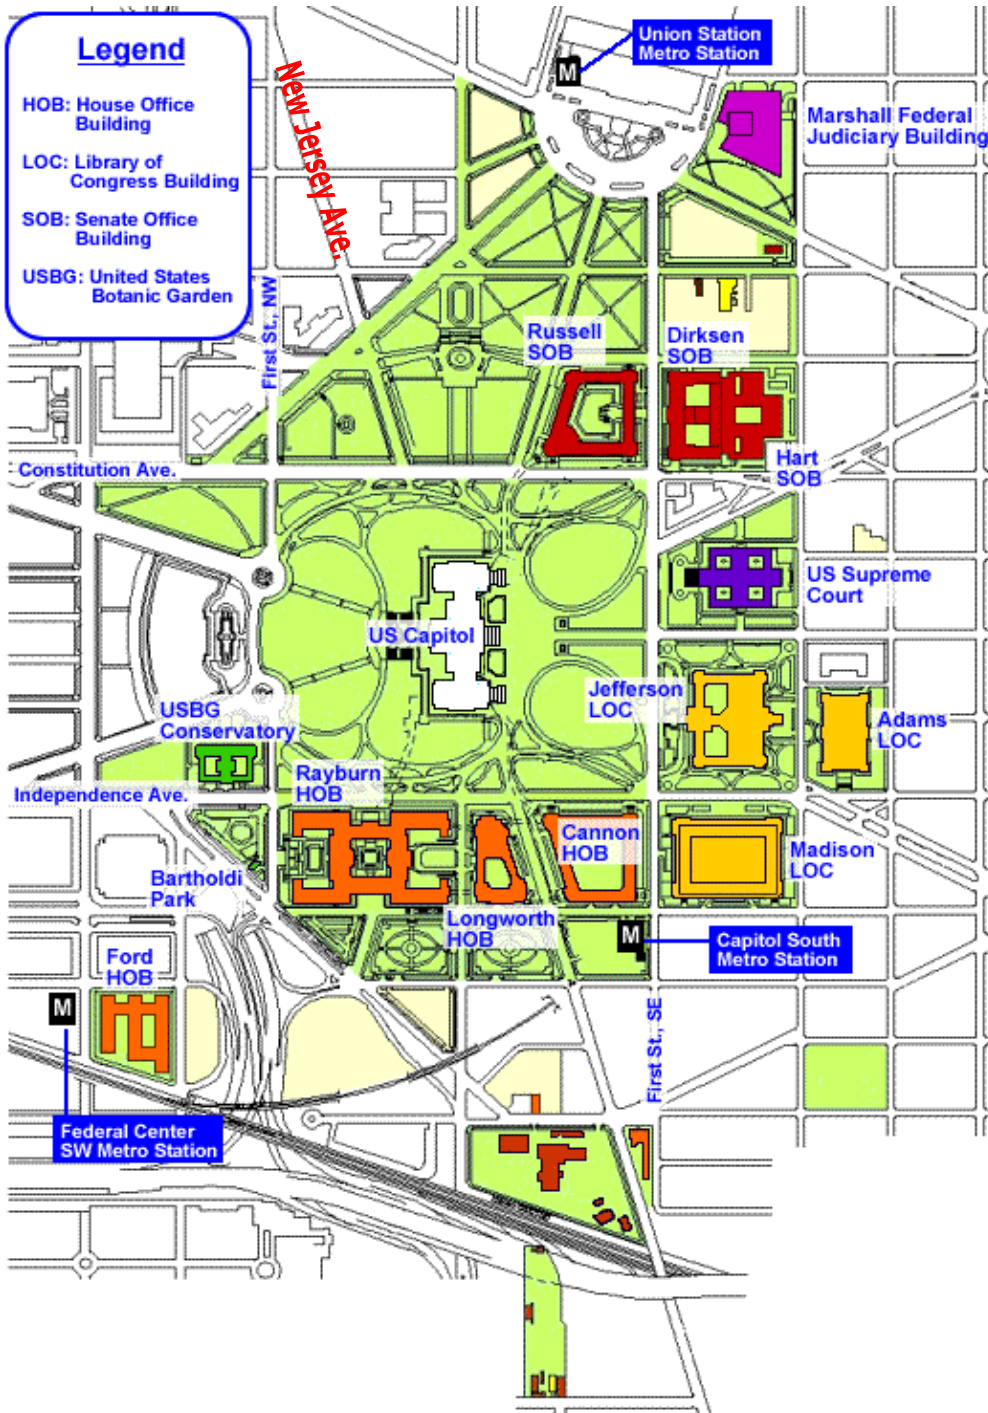 Legend
HOB: House Office
Building
LOC: Library of
Congress Building
SOB: Senate Office
Building
USBG: United States
Botanic Garden
New Jersey Ave.
M
Union Station
Metro Station
Marshall Federal
Judiciary Building
First St., NW
Russell
SOB
Dirksen
SOB
Hart
SOB
Constitution Ave.
US Supreme
Court
US Capitol
Jefferson
LOC
Adams
LOC
USBG
Conservatory
Rayburn
HOB
Independence Ave.
Cannon
HOB
Madison
LOC
Bartholdi
Park
Longworth
HOB
M
Capitol South
Metro Station
Ford
HOB
M
First St., SE
Federal Center
SW Metro Station